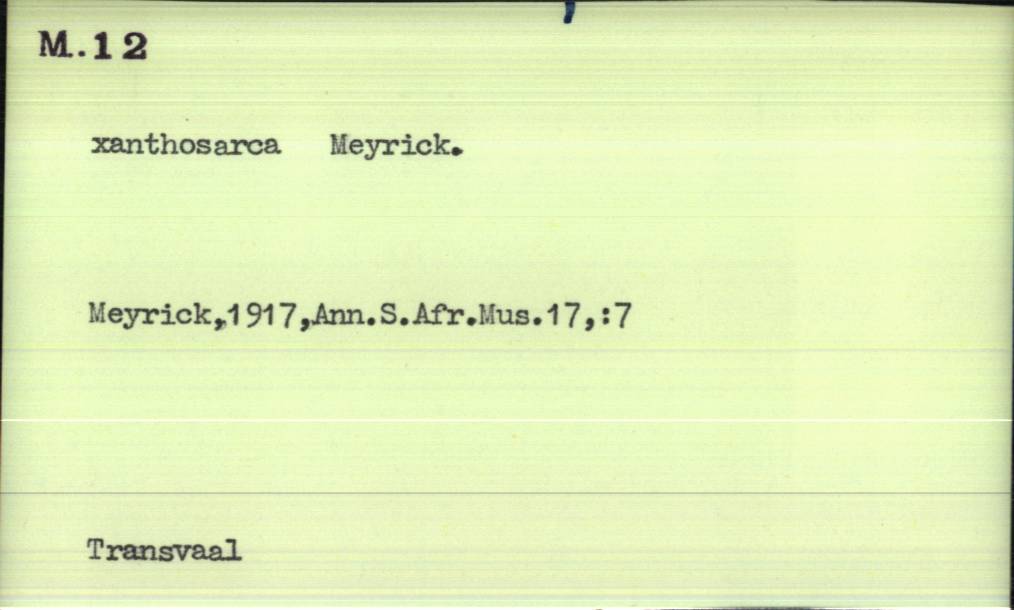 M.12
xanthosarca Meyrick.
Meyrick,,1917,Ann.S.Afr.Mus.17,:7
Transvaal